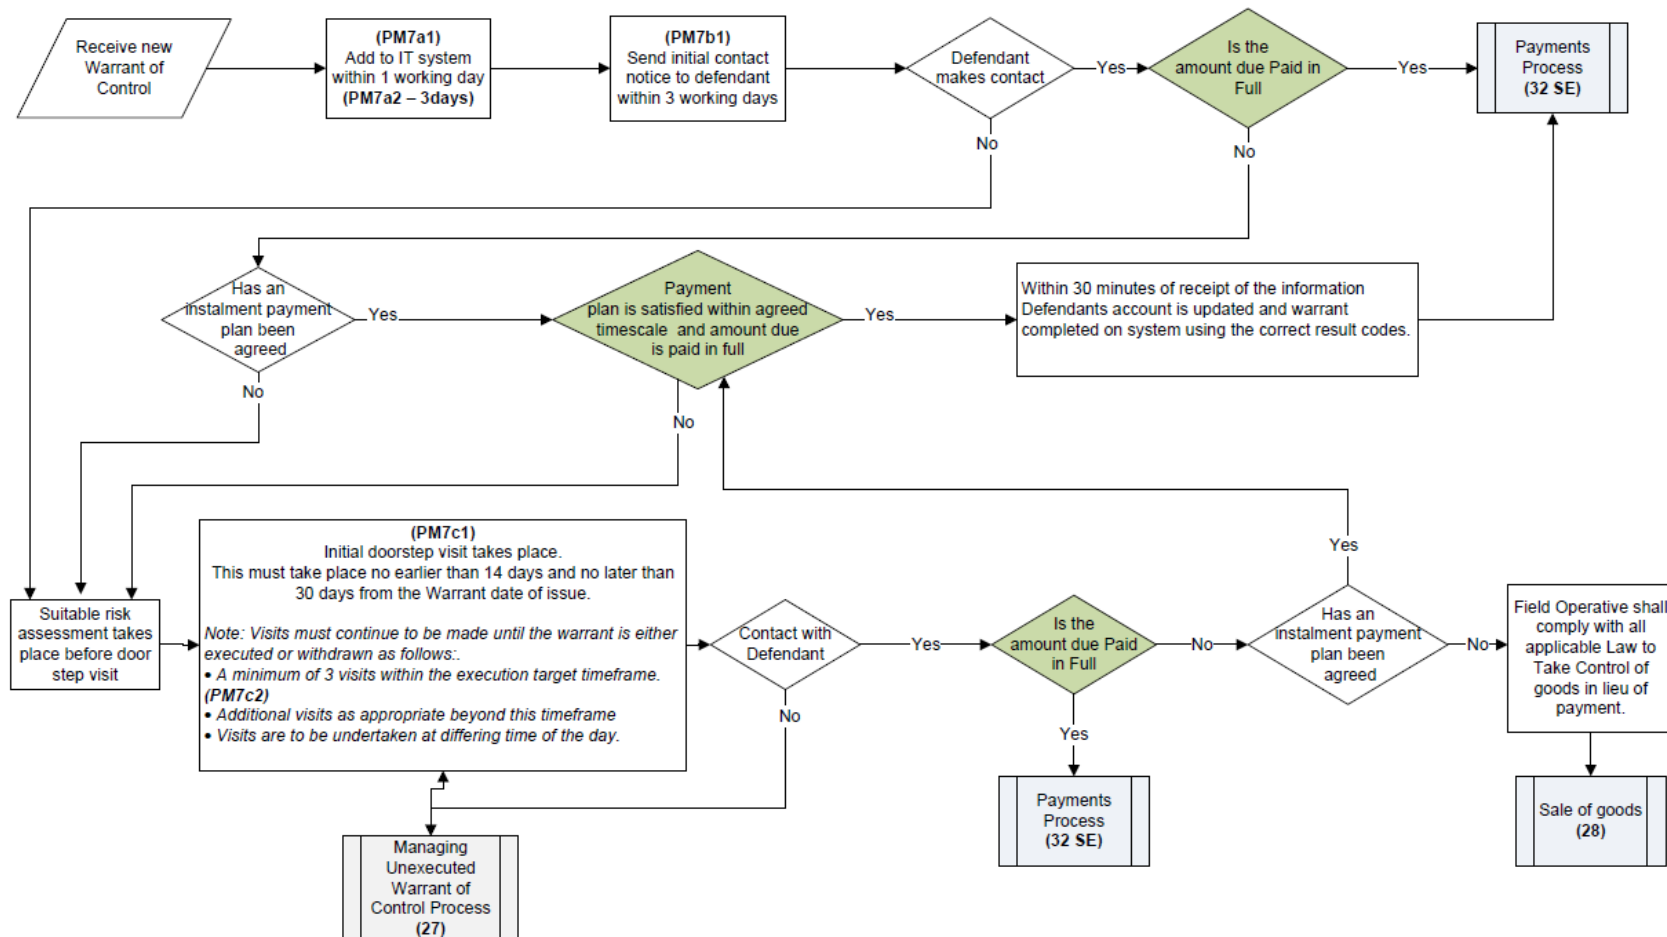 Receive new
Warrant of
Control
(PM7a1)
Add to IT system
within 1 working day
(PM7a2 – 3days)
(PM7b1)
Send initial contact
notice to defendant
within 3 working days
Defendant
makes contact
Yes
No
Is the
amount due Paid in
Full
Yes
No
Payments
Process
(32 SE)
Has an
instalment payment
plan been
agreed
Yes
No
Payment
plan is satisfied within agreed
timescale and amount due
is paid in full
Yes
No
Within 30 minutes of receipt of the information
Defendants account is updated and warrant
completed on system using the correct result codes.
Suitable risk
assessment takes
place before door
step visit
(PM7c1)
Initial doorstep visit takes place.
This must take place no earlier than 14 days and no later than
30 days from the Warrant date of issue.
Note: Visits must continue to be made until the warrant is either
executed or withdrawn as follows:.
• A minimum of 3 visits within the execution target timeframe.
(PM7c2)
• Additional visits as appropriate beyond this timeframe
• Visits are to be undertaken at differing time of the day.
Contact with
Defendant
Yes
No
Is the
amount due Paid
in Full
No
Yes
Has an
instalment payment
plan been
agreed
Yes
No
Field Operative shall
comply with all
applicable Law to
Take Control of
goods in lieu of
payment.
Managing
Unexecuted
Warrant of
Control Process
(27)
Payments
Process
(32 SE)
Sale of goods
(28)